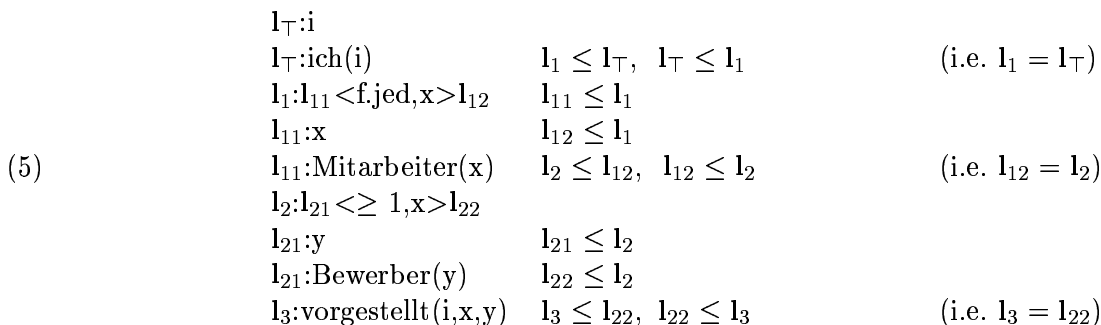 l⊤:i
l⊤:ich(i) l₁ ≤ l⊤, l⊤ ≤ l₁ (i.e. l₁ = l⊤)
l₁:l₁₁<f.jed,x>l₁₂ l₁₁ ≤ l₁
l₁₁:x l₁₂ ≤ l₁
(5) l₁₁:Mitarbeiter(x) l₂ ≤ l₁₂, l₁₂ ≤ l₂ (i.e. l₁₂ = l₂)
l₂:l₂₁<≥ 1,x>l₂₂
l₂₁:y l₂₁ ≤ l₂
l₂₁:Bewerber(y) l₂₂ ≤ l₂
l₃:vorgestellt(i,x,y) l₃ ≤ l₂₂, l₂₂ ≤ l₃ (i.e. l₃ = l₂₂)